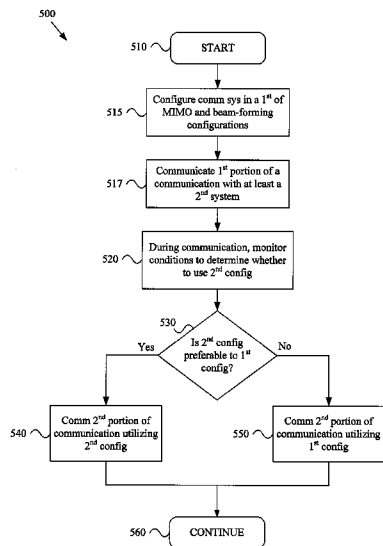 500
510
START
515
Configure comm sys in a 1st of
MIMO and beam-forming
configurations
517
Communicate 1st portion of a
communication with at least a
2nd system
520
During communication, monitor
conditions to determine whether
to use 2nd config
530
Yes
Is 2nd config
preferable to 1st
config?
No
540
Comm 2nd portion of
communication utilizing
2nd config
550
Comm 2nd portion of
communication utilizing
1st config
560
CONTINUE